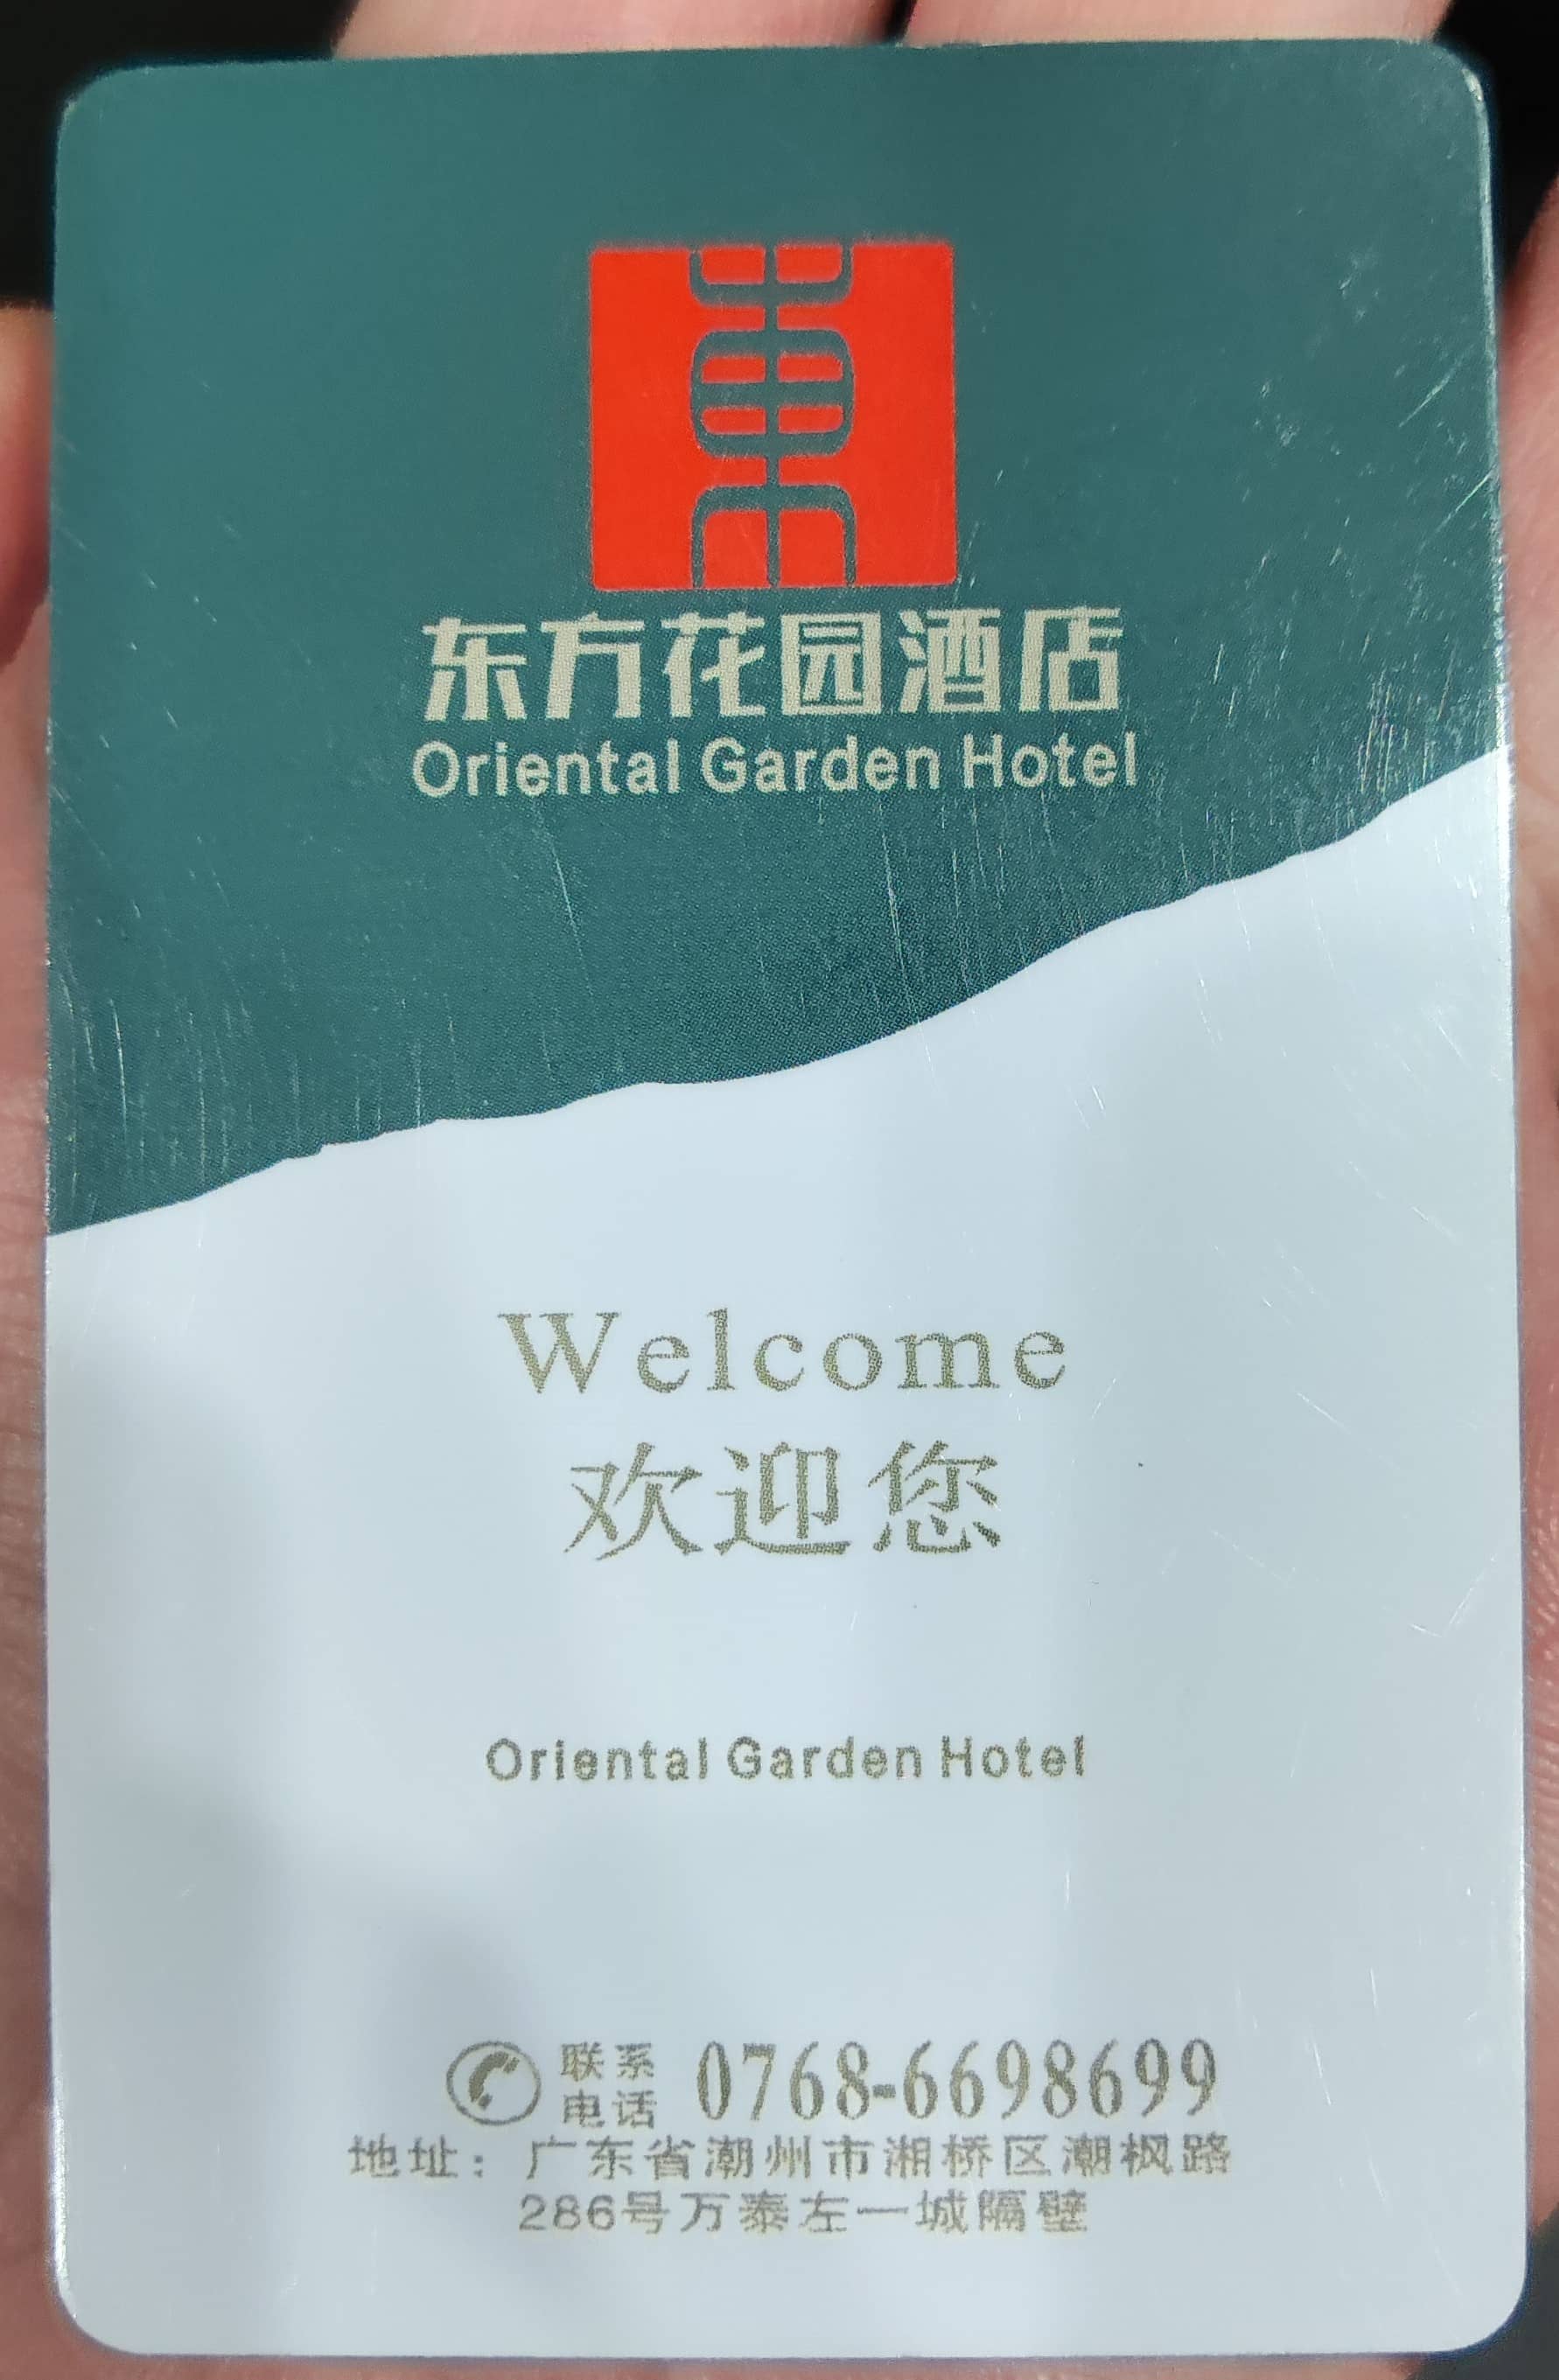 東
东方花园酒店
Oriental Garden Hotel
Welcome
欢迎您
Oriental Garden Hotel
联系电话 0768-6698699
地址：广东省潮州市湘桥区潮枫路
286号万泰左一城隔壁